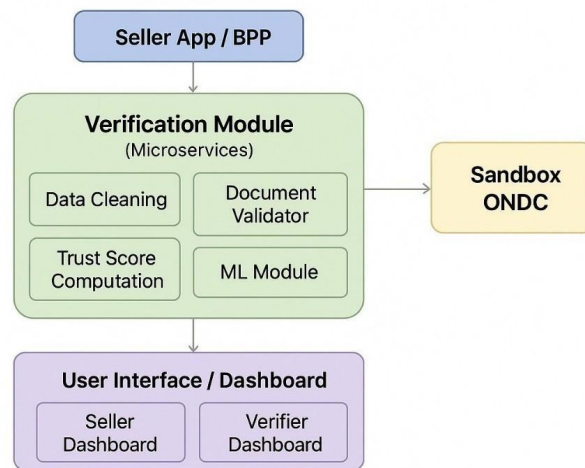 Seller App / BPP
Verification Module
(Microservices)
Data Cleaning
Document
Validator
Trust Score
Computation
ML Module
Sandbox
ONDC
User Interface / Dashboard
Seller
Dashboard
Verifier
Dashboard